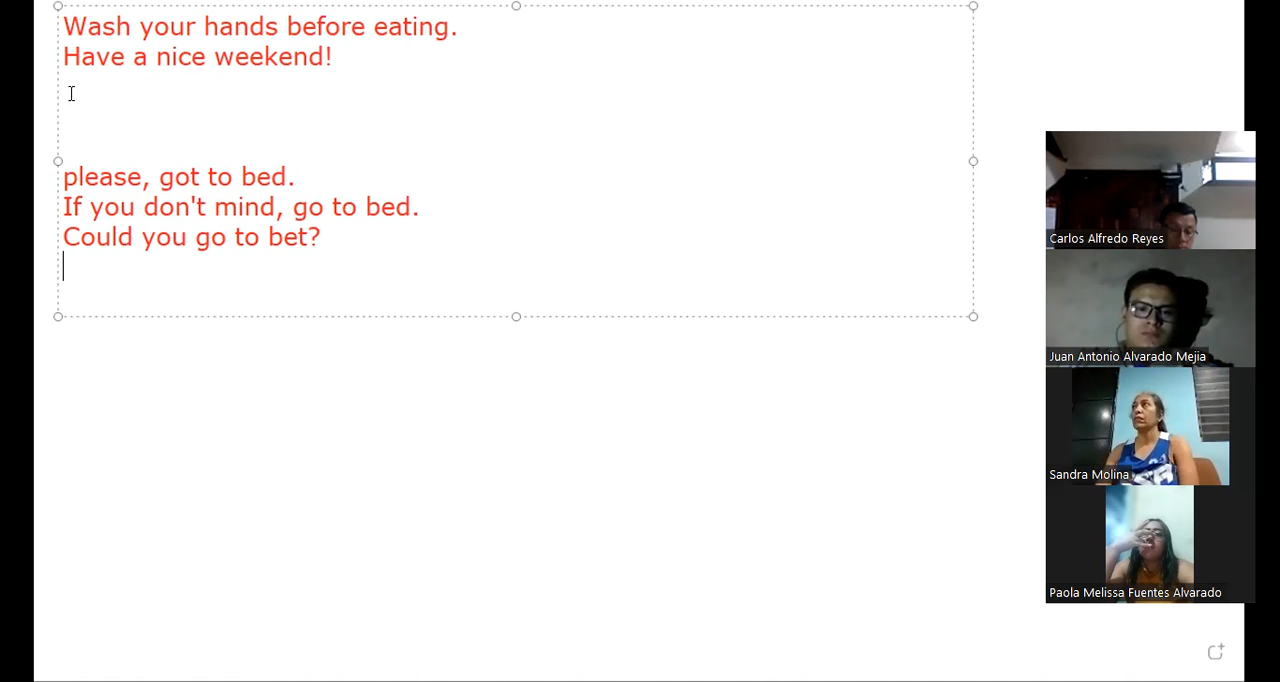 Wash your hands before eating.
Have a nice weekend!
please, got to bed.
If you don't mind, go to bed.
Could you go to bet?
Carlos Alfredo Reyes
Juan Antonio Alvarado Mejia
Sandra Molina
Paola Melissa Fuentes Alvarado